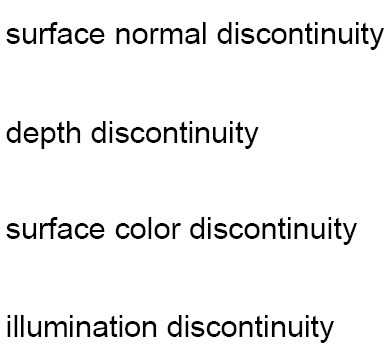 surface normal discontinuity
depth discontinuity
surface color discontinuity
illumination discontinuity